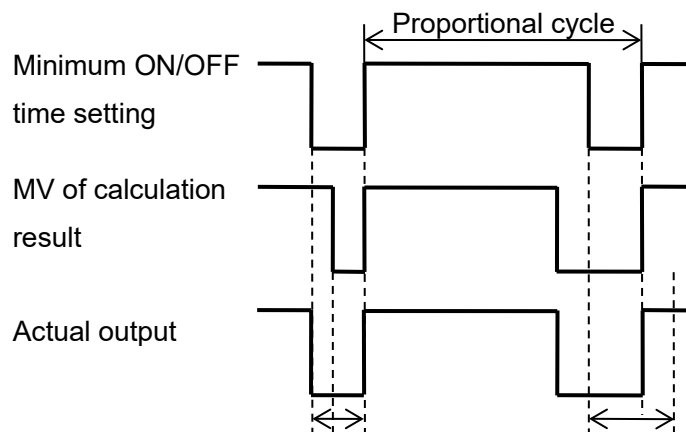 Proportional cycle
Minimum ON/OFF
time setting
MV of calculation
result
Actual output